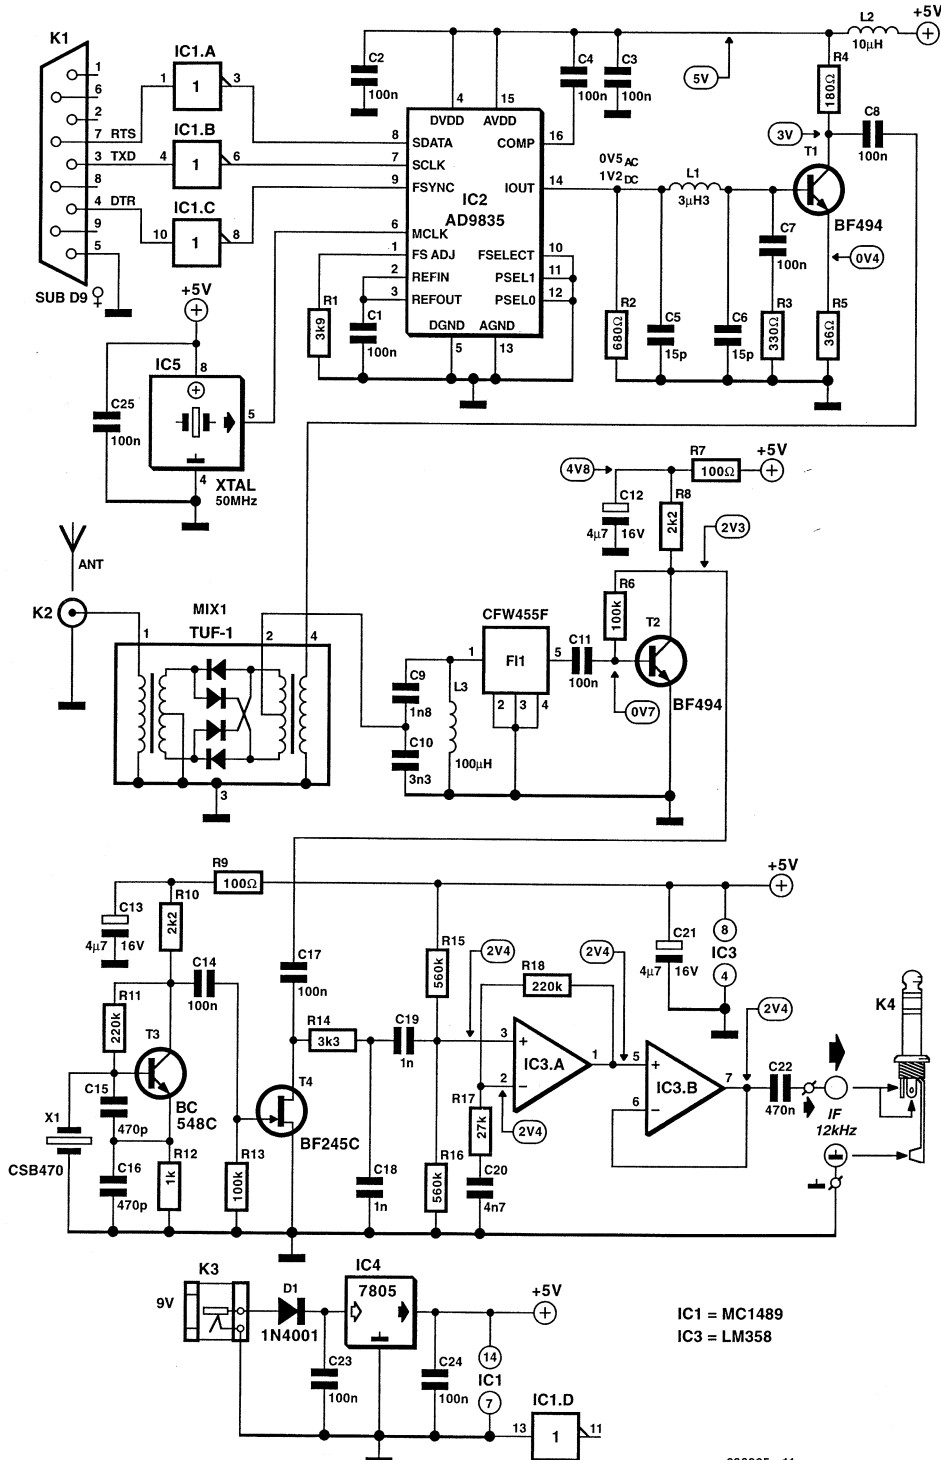 K1
1
6
2
7 RTS
3 TXD
8
4 DTR
9
5
SUB D9
IC1.A
1 1 3
IC1.B
4 1 6
IC1.C
10 1 8
C2
100n
C4
100n
C3
100n
5V
L2
10µH
+5V
R4
180Ω
3V
C8
100n
T1
BF494
4 15
DVDD AVDD
8 SDATA COMP 16
7 SCLK
9 FSYNC IOUT 14
IC2
AD9835
6 MCLK
1 FS ADJ FSELECT 10
2 REFIN PSEL1 11
3 REFOUT PSEL0 12
DGND AGND
5 13
0V5 AC
1V2 DC
L1
3µH3
C7
100n
0V4
R1
3k9
C1
100n
R2
680Ω
C5
15p
C6
15p
R3
330Ω
R5
36Ω
+5V
IC5
8
5
4
C25
100n
XTAL
50MHz
ANT
K2
MIX1
TUF-1
1 2 4
3
4V8
R7
100Ω
+5V
C12
4µ7 16V
R8
2k2
2V3
R6
100k
T2
BF494
CFW455F
1 FI1 5
2 3 4
C11
100n
0V7
C9
1n8
L3
100µH
C10
3n3
R9
100Ω
+5V
C13
4µ7 16V
R10
2k2
C14
100n
C17
100n
R11
220k
T3
BC
548C
X1
CSB470
C15
470p
C16
470p
R12
1k
R13
100k
T4
BF245C
R14
3k3
C19
1n
C18
1n
R15
560k
R16
560k
2V4
R18
220k
2V4
3 + IC3.A 1
2 −
R17
27k
2V4
C20
4n7
5 + IC3.B 7
6 −
C21
4µ7 16V
8
IC3
4
2V4
C22
470n
IF
12kHz
K4
K3
9V
D1
1N4001
IC4
7805
C23
100n
C24
100n
+5V
14
IC1
7
IC1.D
13 1 11
IC1 = MC1489
IC3 = LM358